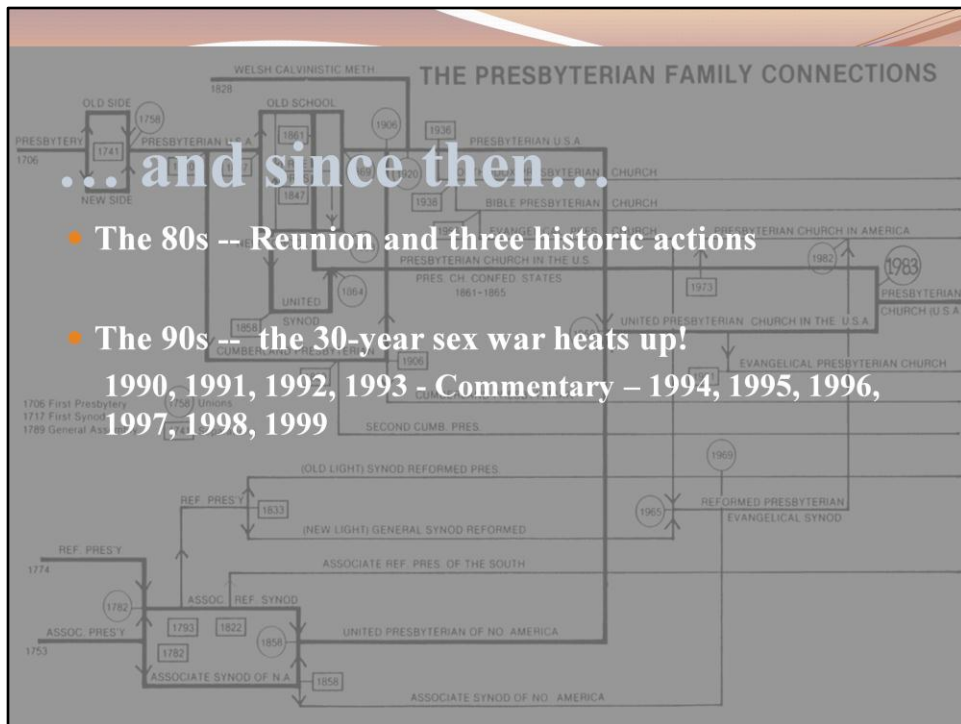 WELSH CALVINISTIC METH
1828
THE PRESBYTERIAN FAMILY CONNECTIONS
OLD SIDE
1758
OLD SCHOOL
1906
1936
1861
PRESBYTERY
1706
1741
PRESBYTERIAN U.S.A.
PRESBYTERIAN U.S.A.
… and since then…
1920
CHURCH
NEW SIDE
1847
1938
BIBLE PRESBYTERIAN CHURCH
• The 80s -- Reunion and three historic actions
PRESBYTERIAN CHURCH IN AMERICA
PRESBYTERIAN CHURCH IN THE U.S.
1982
1983
PRES. CH. CONFED. STATES
1861-1865
1864
1973
PRESBYTERIAN
CHURCH (U.S.A.
UNITED
SYNOD
1858
UNITED PRESBYTERIAN CHURCH IN THE U.S.A.
• The 90s -- the 30-year sex war heats up!
CUMBERLAND PRESBYTERIAN
1906
EVANGELICAL PRESBYTERIAN CHURCH
1990, 1991, 1992, 1993 - Commentary – 1994, 1995, 1996,
1997, 1998, 1999
1706 First Presbytery
1758 Unions
1717 First Synod
1789 General Assembly
1741
SECOND CUMB. PRES.
1969
(OLD LIGHT) SYNOD REFORMED PRES.
REF. PRES'Y
1833
1965
REFORMED PRESBYTERIAN
EVANGELICAL SYNOD
(NEW LIGHT) GENERAL SYNOD REFORMED
REF. PRES'Y
1774
ASSOCIATE REF. PRES. OF THE SOUTH
1782
ASSOC. REF. SYNOD
1793
1822
ASSOC. PRES'Y
1753
1782
1858
UNITED PRESBYTERIAN OF NO. AMERICA
ASSOCIATE SYNOD OF N.A.
1858
ASSOCIATE SYNOD OF NO. AMERICA